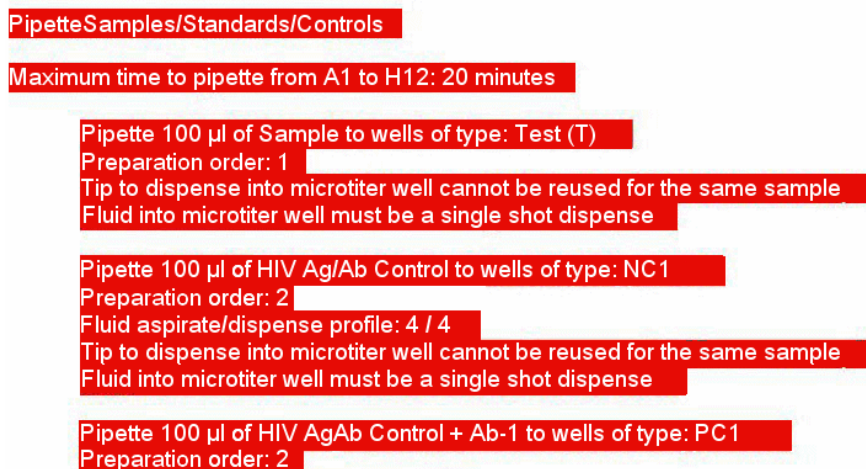 PipetteSamples/Standards/Controls
Maximum time to pipette from A1 to H12: 20 minutes
Pipette 100 µl of Sample to wells of type: Test (T)
Preparation order: 1
Tip to dispense into microtiter well cannot be reused for the same sample
Fluid into microtiter well must be a single shot dispense
Pipette 100 µl of HIV Ag/Ab Control to wells of type: NC1
Preparation order: 2
Fluid aspirate/dispense profile: 4 / 4
Tip to dispense into microtiter well cannot be reused for the same sample
Fluid into microtiter well must be a single shot dispense
Pipette 100 µl of HIV AgAb Control + Ab-1 to wells of type: PC1
Preparation order: 2